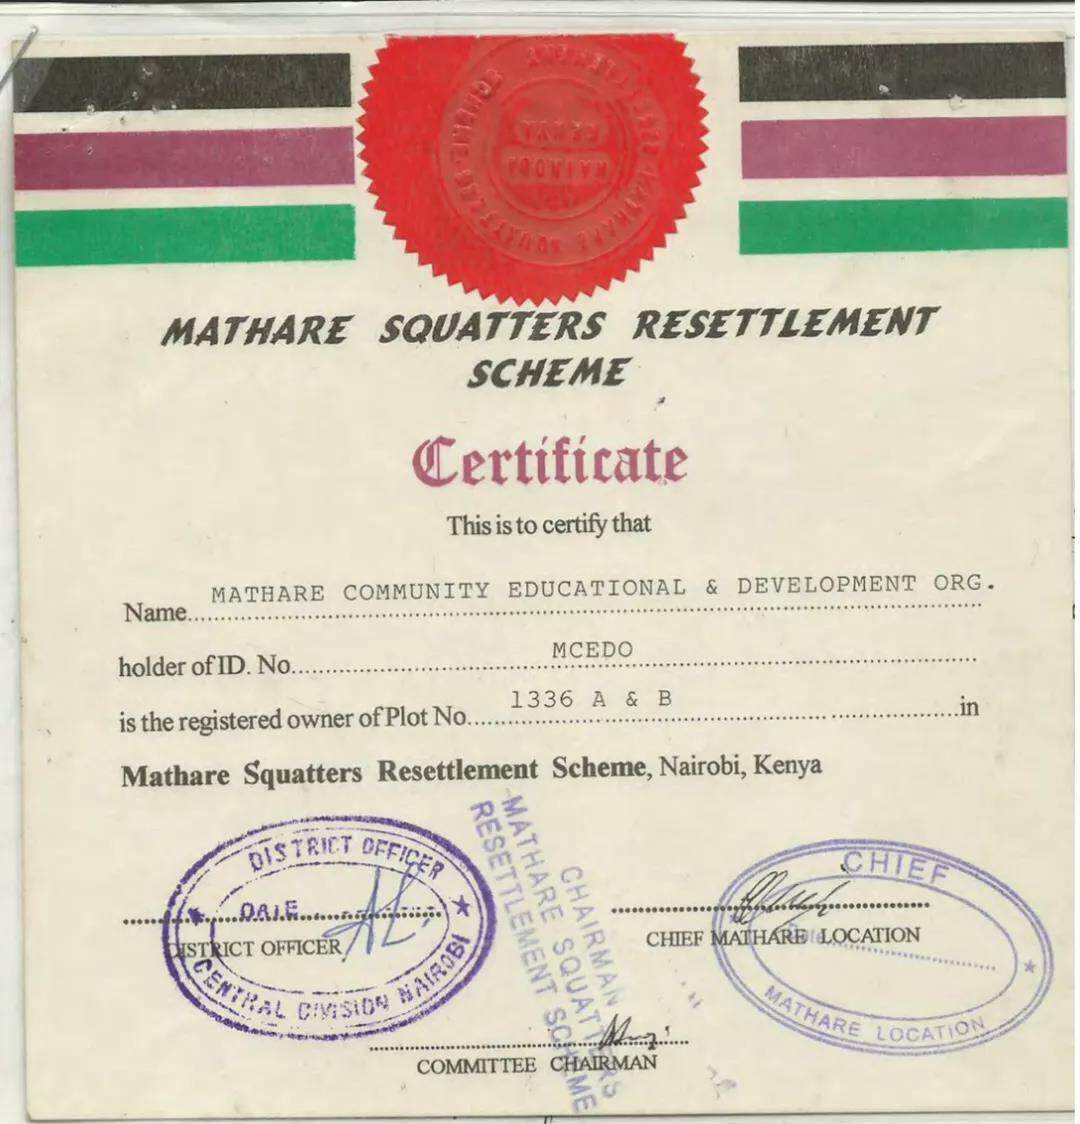 NAIROBI
KENYA
MATHARE SQUATTERS RESETTLEMENT
SCHEME
Certificate
This is to certify that
Name MATHARE COMMUNITY EDUCATIONAL & DEVELOPMENT ORG.
holder of ID. No. MCEDO
is the registered owner of Plot No. 1336 A & B in
Mathare Squatters Resettlement Scheme, Nairobi, Kenya
DISTRICT OFFICER
DATE
CENTRAL DIVISION NAIROBI
DISTRICT OFFICER
CHAIRMAN
MATHARE SQUATTERS
RESETTLEMENT SCHEME
CHIEF
Date
MATHARE LOCATION
CHIEF MATHARE LOCATION
COMMITTEE CHAIRMAN